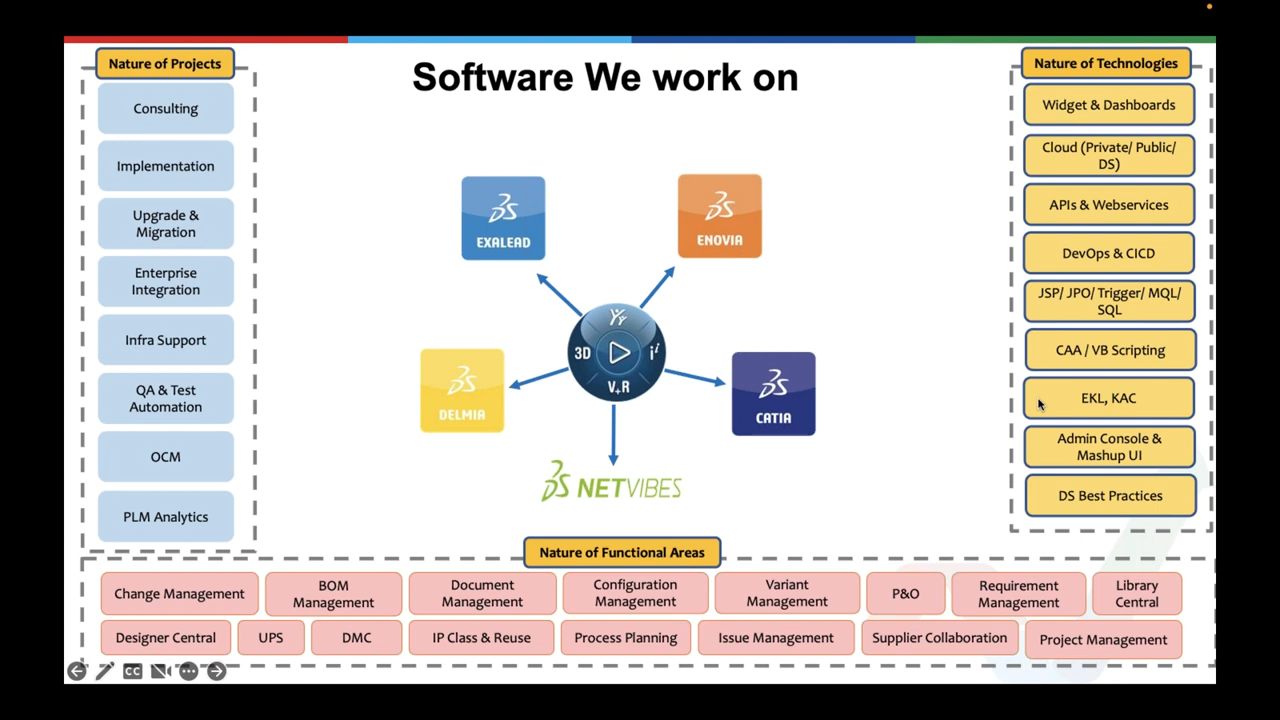 Software We work on
Nature of Projects
Consulting
Implementation
Upgrade &
Migration
Enterprise
Integration
Infra Support
QA & Test
Automation
OCM
PLM Analytics
EXALEAD
ENOVIA
3D
V+R
DELMIA
CATIA
NETVIBES
Nature of Technologies
Widget & Dashboards
Cloud (Private/ Public/
DS)
APIs & Webservices
DevOps & CICD
JSP/ JPO/ Trigger/ MQL/
SQL
CAA / VB Scripting
EKL, KAC
Admin Console &
Mashup UI
DS Best Practices
Nature of Functional Areas
Change Management
BOM
Management
Document
Management
Configuration
Management
Variant
Management
P&O
Requirement
Management
Library
Central
Designer Central
UPS
DMC
IP Class & Reuse
Process Planning
Issue Management
Supplier Collaboration
Project Management
CC